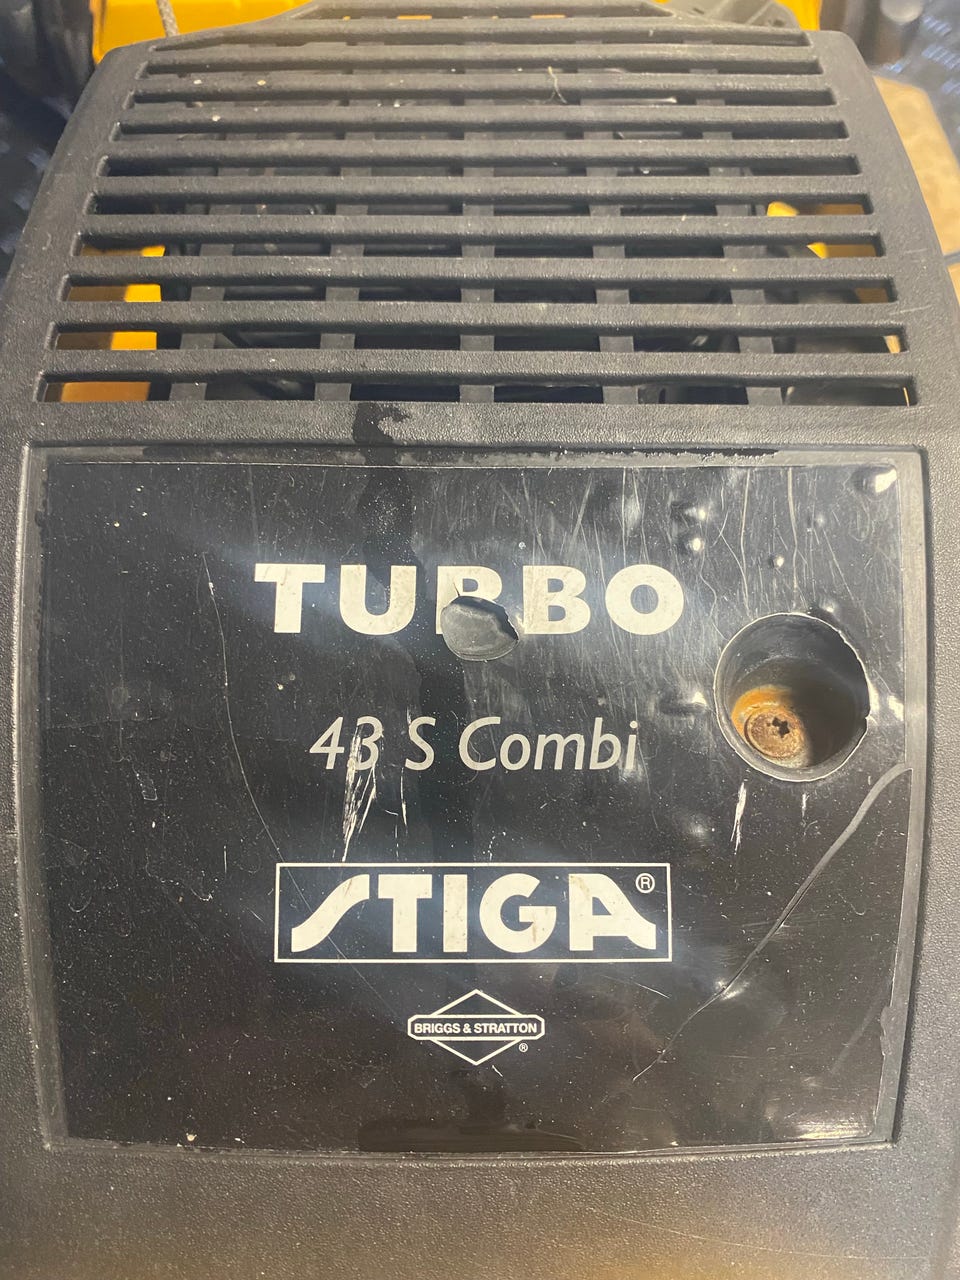 TURBO
43 S Combi
STIGA®
BRIGGS & STRATTON
®